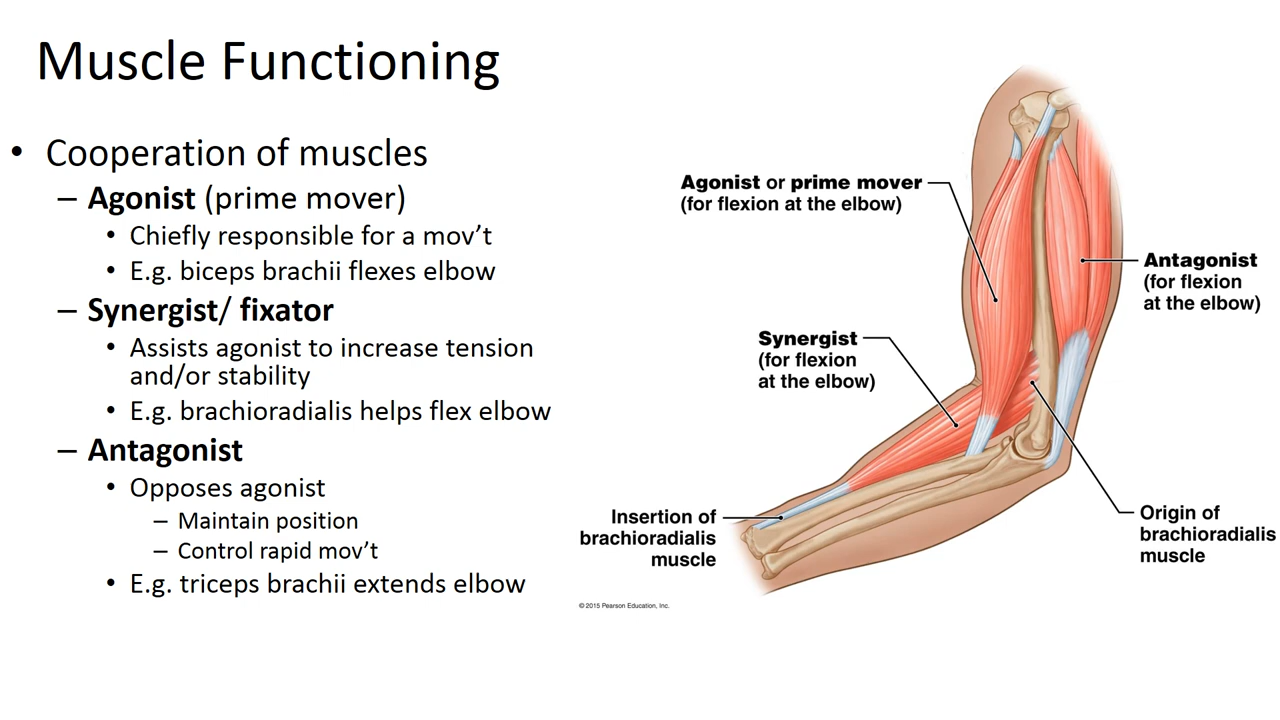 Muscle Functioning
• Cooperation of muscles
– Agonist (prime mover)
• Chiefly responsible for a mov’t
• E.g. biceps brachii flexes elbow
– Synergist/ fixator
• Assists agonist to increase tension
and/or stability
• E.g. brachioradialis helps flex elbow
– Antagonist
• Opposes agonist
– Maintain position
– Control rapid mov’t
• E.g. triceps brachii extends elbow
Agonist or prime mover
(for flexion at the elbow)
Antagonist
(for flexion
at the elbow)
Synergist
(for flexion
at the elbow)
Insertion of
brachioradialis
muscle
Origin of
brachioradialis
muscle
© 2015 Pearson Education, Inc.